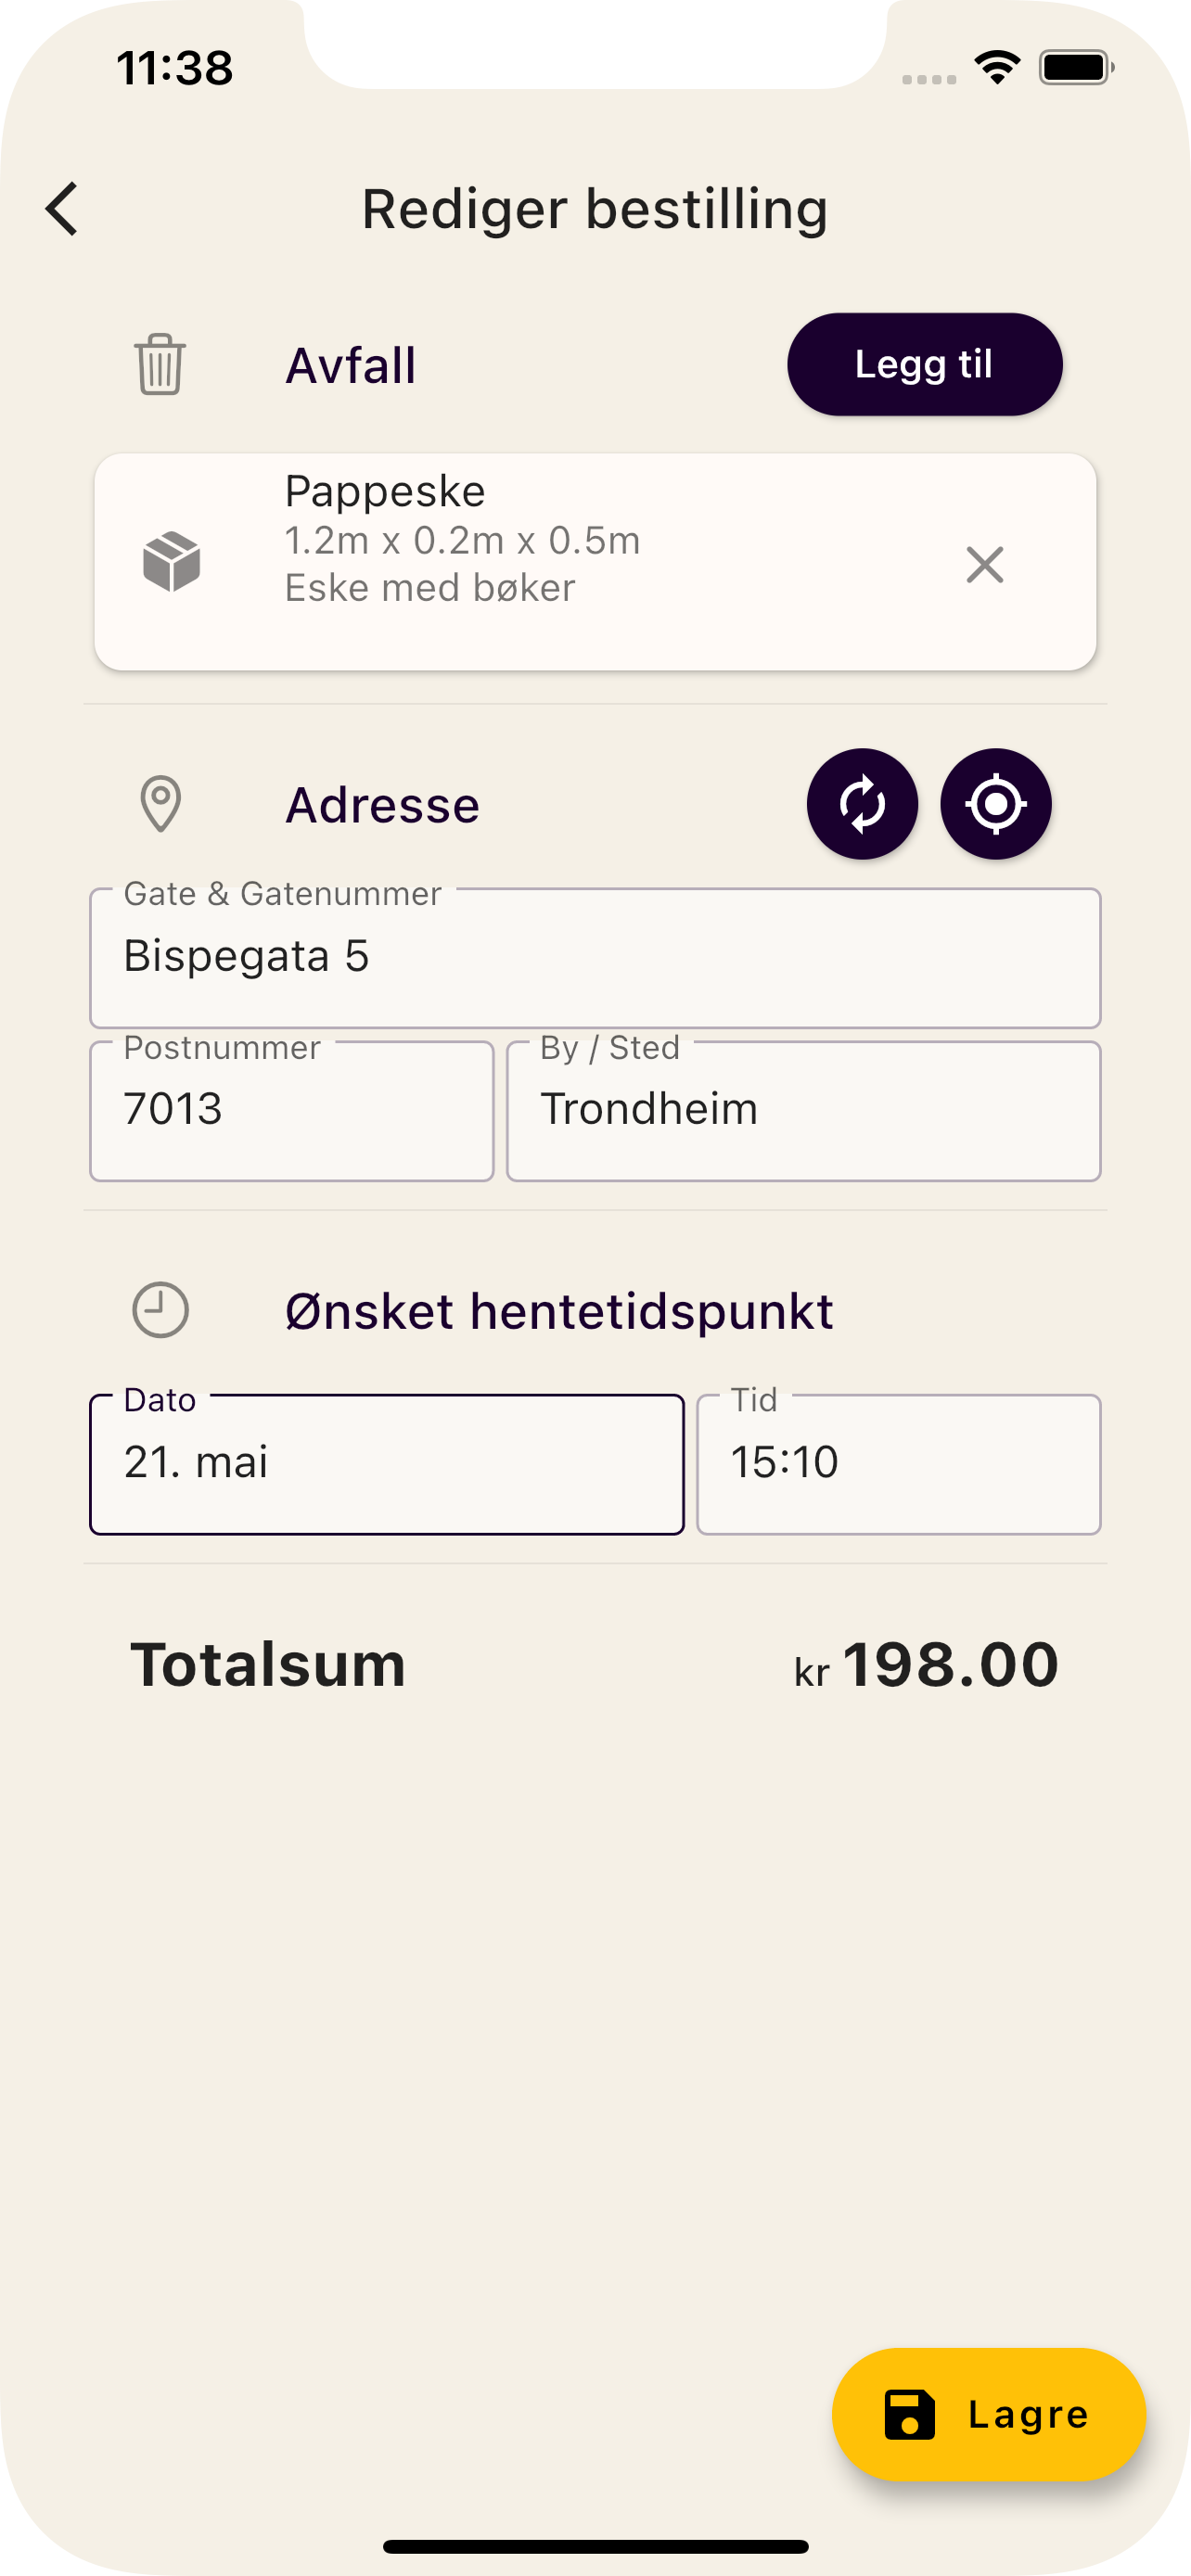 11:38
Rediger bestilling
Avfall
Legg til
Pappeske
1.2m x 0.2m x 0.5m
Eske med bøker
Adresse
Gate & Gatenummer
Bispegata 5
Postnummer
By / Sted
7013
Trondheim
Ønsket hentetidspunkt
Dato
Tid
21. mai
15:10
Totalsum
kr 198.00
Lagre